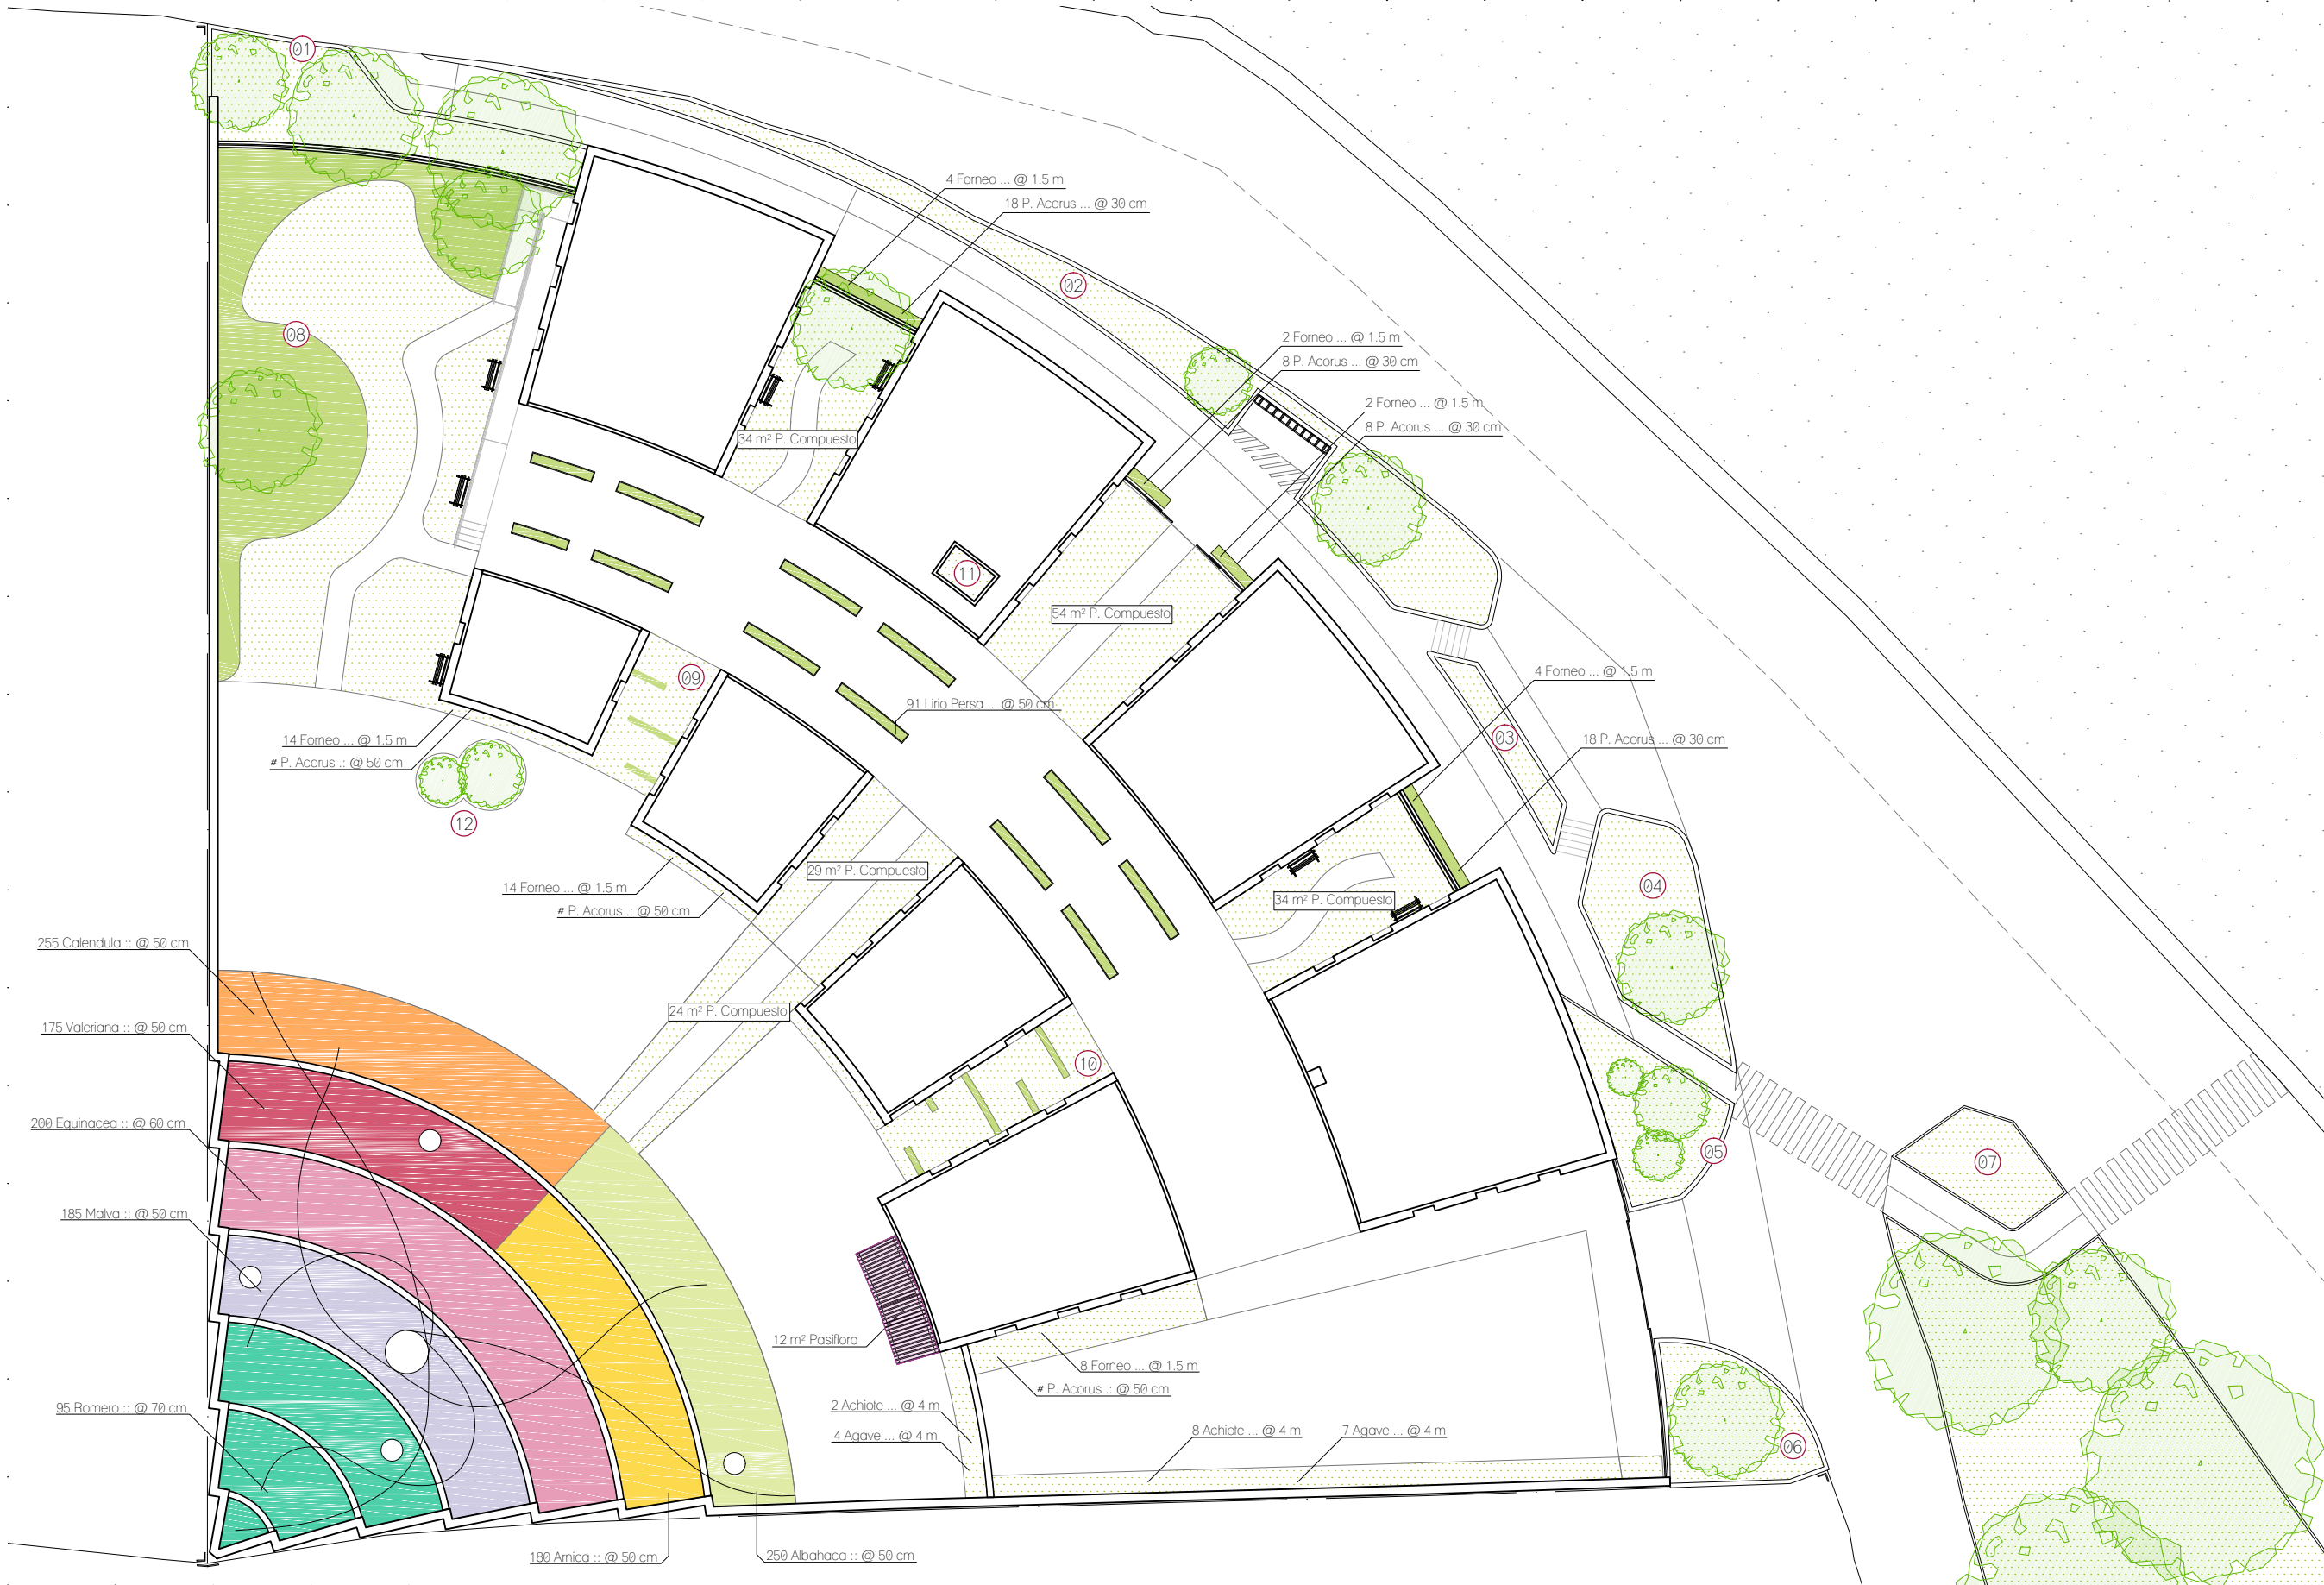 01
4 Forneo ... @ 1.5 m
18 P. Acorus ... @ 30 cm
02
08
2 Forneo ... @ 1.5 m
8 P. Acorus ... @ 30 cm
2 Forneo ... @ 1.5 m
8 P. Acorus ... @ 30 cm
34 m² P. Compuesto
11
54 m² P. Compuesto
09
4 Forneo ... @ 1.5 m
91 Lirio Persa ... @ 50 cm
03
18 P. Acorus ... @ 30 cm
14 Forneo ... @ 1.5 m
# P. Acorus .: @ 50 cm
12
29 m² P. Compuesto
14 Forneo ... @ 1.5 m
# P. Acorus .: @ 50 cm
34 m² P. Compuesto
04
255 Calendula :: @ 50 cm
24 m² P. Compuesto
175 Valeriana :: @ 50 cm
10
200 Equinacea :: @ 60 cm
05
07
185 Malva :: @ 50 cm
12 m² Pasiflora
8 Forneo ... @ 1.5 m
# P. Acorus .: @ 50 cm
95 Romero :: @ 70 cm
2 Achiote ... @ 4 m
4 Agave ... @ 4 m
8 Achiote ... @ 4 m
7 Agave ... @ 4 m
06
180 Arnica :: @ 50 cm
250 Albahaca :: @ 50 cm